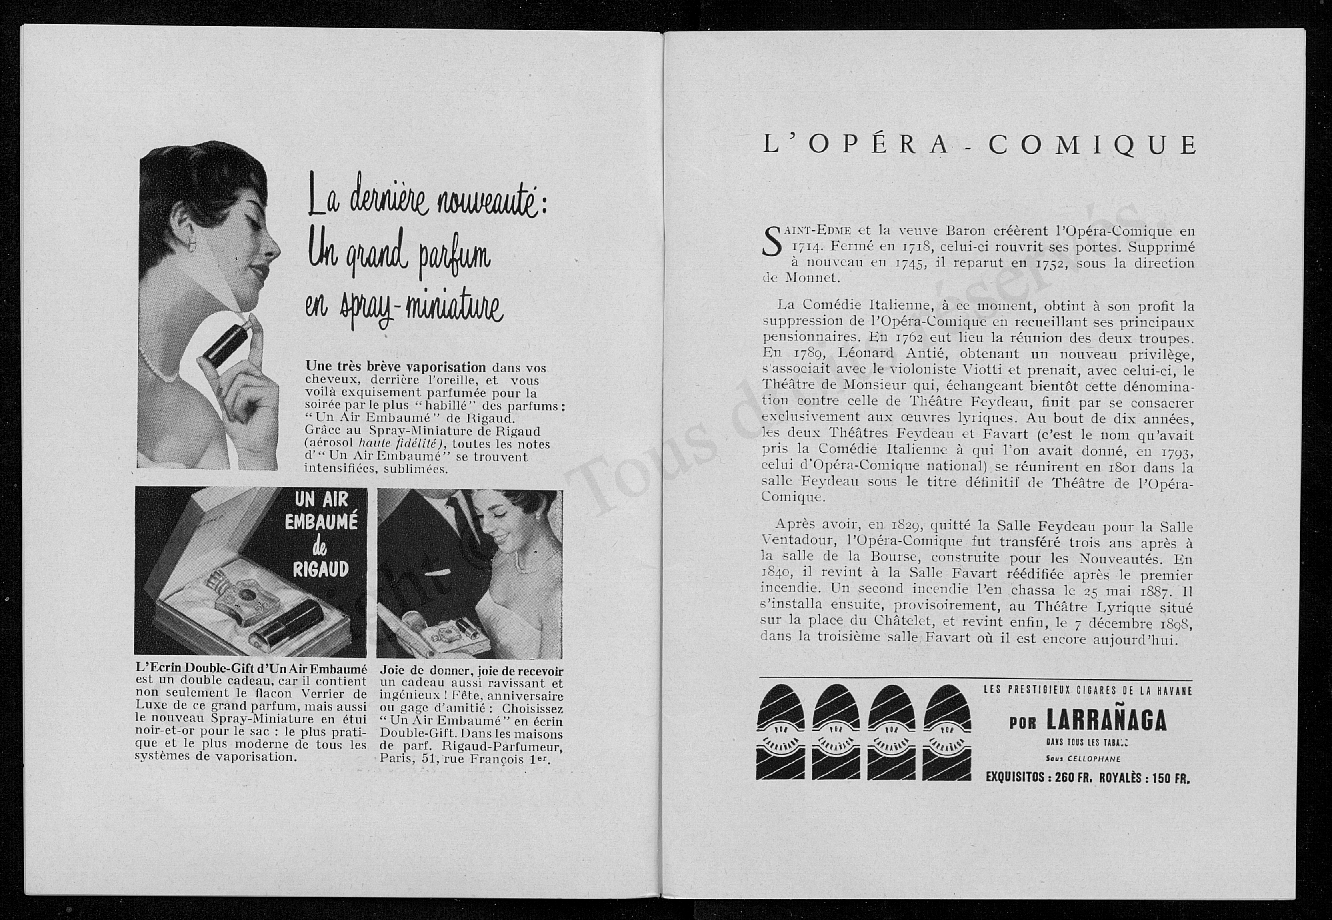 La dernière nouveauté:
Un grand parfum
en spray-miniature
Une très brève vaporisation dans vos
cheveux, derrière l'oreille, et vous
voilà exquisement parfumée pour la
soirée par le plus "habillé" des parfums:
"Un Air Embaumé" de Rigaud.
Grâce au Spray-Miniature de Rigaud
(aérosol haute fidélité), toutes les notes
d'"Un Air Embaumé" se trouvent
intensifiées, sublimées.
UN AIR
EMBAUMÉ
de
RIGAUD
L'Ecrin Double-Gift d'Un Air Embaumé
est un double cadeau, car il contient
non seulement le flacon Verrier de
Luxe de ce grand parfum, mais aussi
le nouveau Spray-Miniature en étui
noir-et-or pour le sac : le plus prati-
que et le plus moderne de tous les
systèmes de vaporisation.
Joie de donner, joie de recevoir
un cadeau aussi ravissant et
ingénieux ! Fête, anniversaire
ou gage d'amitié : Choisissez
"Un Air Embaumé" en écrin
Double-Gift. Dans les maisons
de parf. Rigaud-Parfumeur,
Paris, 51, rue François 1er.
L'OPÉRA-COMIQUE
SAINT-EDME et la veuve Baron créèrent l'Opéra-Comique en
1714. Fermé en 1718, celui-ci rouvrit ses portes. Supprimé
à nouveau en 1745, il reparut en 1752, sous la direction
de Monnet.
La Comédie Italienne, à ce moment, obtint à son profit la
suppression de l'Opéra-Comique en recueillant ses principaux
pensionnaires. En 1762 eut lieu la réunion des deux troupes.
En 1789, Léonard Antié, obtenant un nouveau privilège,
s'associait avec le violoniste Viotti et prenait, avec celui-ci, le
Théâtre de Monsieur qui, échangeant bientôt cette dénomina-
tion contre celle de Théâtre Feydeau, finit par se consacrer
exclusivement aux œuvres lyriques. Au bout de dix années,
les deux Théâtres Feydeau et Favart (c'est le nom qu'avait
pris la Comédie Italienne à qui l'on avait donné, en 1793,
celui d'Opéra-Comique national) se réunirent en 1801 dans la
salle Feydeau sous le titre définitif de Théâtre de l'Opéra-
Comique.
Après avoir, en 1829, quitté la Salle Feydeau pour la Salle
Ventadour, l'Opéra-Comique fut transféré trois ans après à
la salle de la Bourse, construite pour les Nouveautés. En
1840, il revint à la Salle Favart réédifiée après le premier
incendie. Un second incendie l'en chassa le 25 mai 1887. Il
s'installa ensuite, provisoirement, au Théâtre Lyrique situé
sur la place du Châtelet, et revint enfin, le 7 décembre 1898,
dans la troisième salle Favart où il est encore aujourd'hui.
LES PRESTIGIEUX CIGARES DE LA HAVANE
POR LARRAÑAGA
DANS TOUS LES TABACS
Sous CELLOPHANE
EXQUISITOS : 260 FR. ROYALÈS : 150 FR.
POR POR POR POR
LARRAÑAGA LARRAÑAGA LARRAÑAGA LARRAÑAGA
Tous droits réservés.